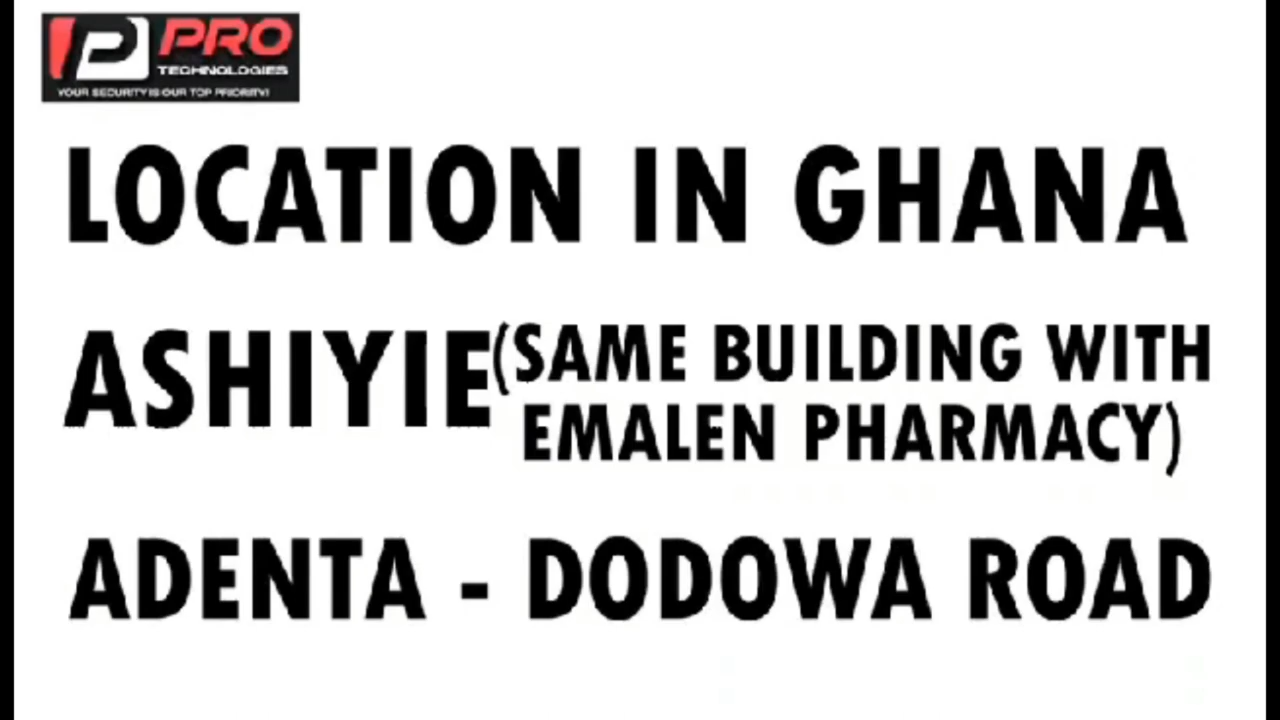 PRO
TECHNOLOGIES
YOUR SECURITY IS OUR TOP PRIORITY!
LOCATION IN GHANA
ASHIYIE (SAME BUILDING WITH
EMALEN PHARMACY)
ADENTA - DODOWA ROAD